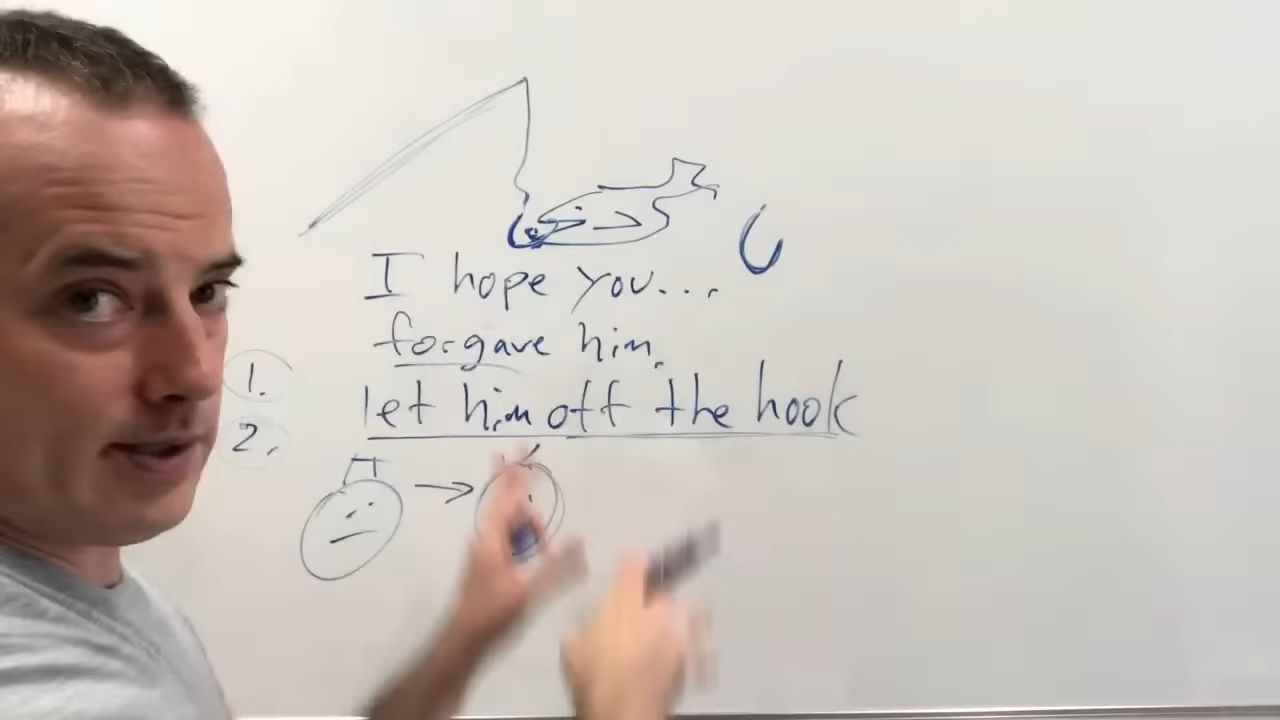 I hope you...
forgave him.
1.
let him off the hook
2.